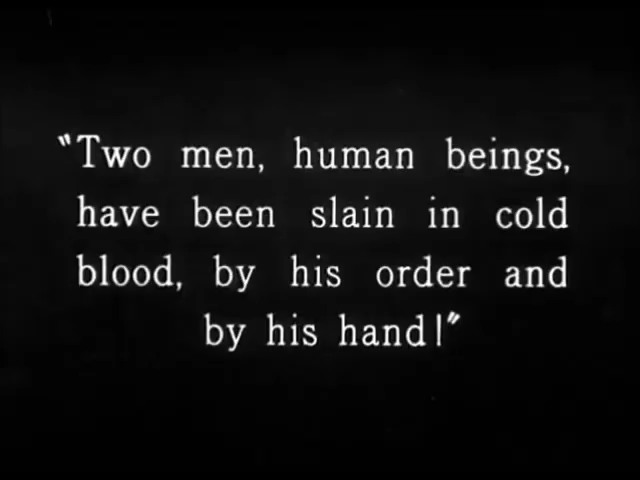 "Two men, human beings,
have been slain in cold
blood, by his order and
by his hand!"